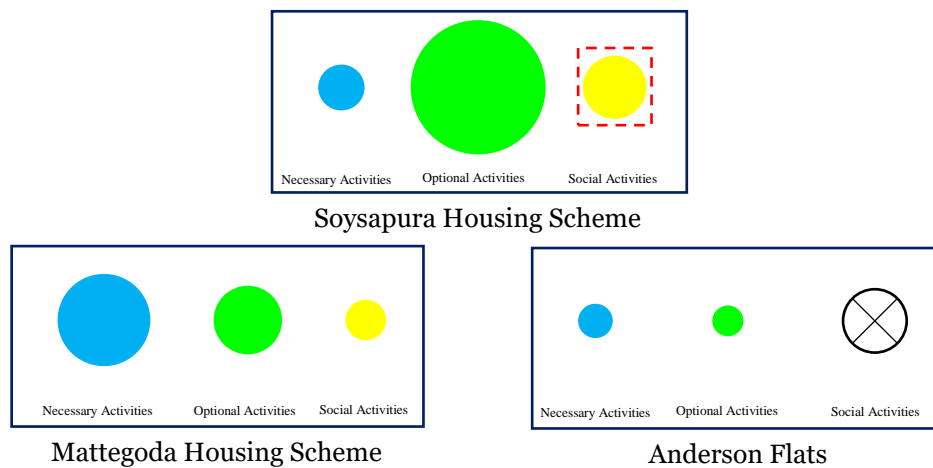 Necessary Activities Optional Activities Social Activities
Soysapura Housing Scheme
Necessary Activities Optional Activities Social Activities
Mattegoda Housing Scheme
Necessary Activities Optional Activities Social Activities
Anderson Flats